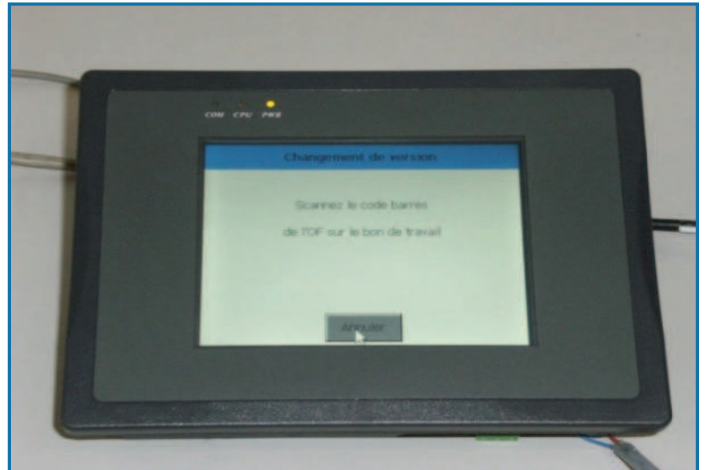 COM CPU PWR
Changement de version
Scannez le code barres
de l'OF sur le bon de travail
Annuler